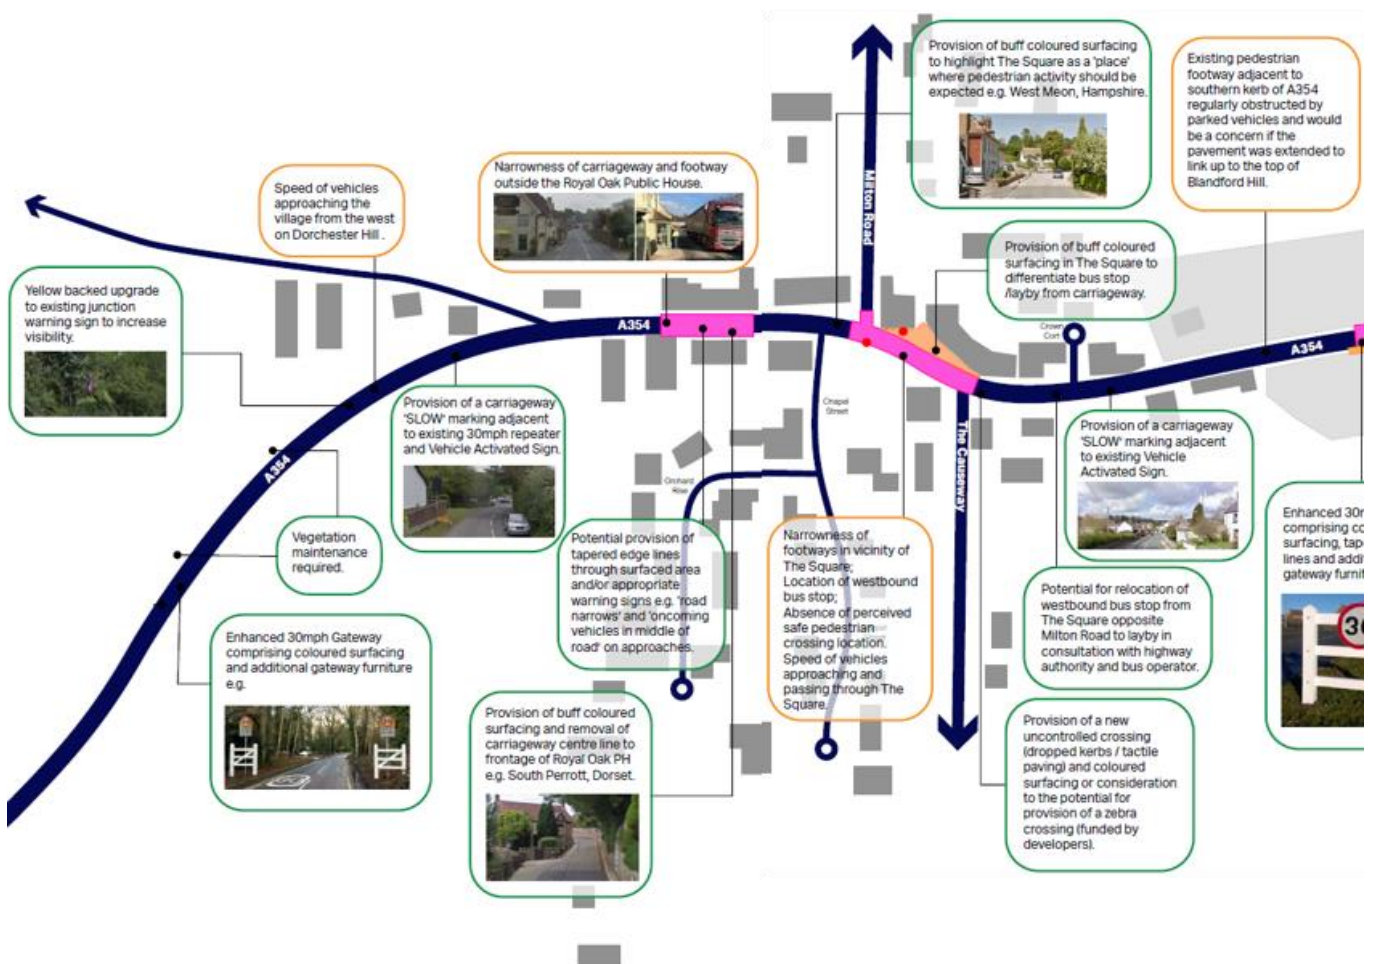 Provision of buff coloured surfacing
to highlight The Square as a 'place'
where pedestrian activity should be
expected e.g. West Meon, Hampshire.
Existing pedestrian
footway adjacent to
southern kerb of A354
regularly obstructed by
parked vehicles and would
be a concern if the
pavement was extended to
link up to the top of
Blandford Hill.
Narrowness of carriageway and footway
outside the Royal Oak Public House.
Speed of vehicles
approaching the
village from the west
on Dorchester Hill .
Milton Road
Provision of buff coloured
surfacing in The Square to
differentiate bus stop
/layby from carriageway.
Yellow backed upgrade
to existing junction
warning sign to increase
visibility.
A354
Crown
Cort
A354
Provision of a carriageway
'SLOW' marking adjacent
to existing 30mph repeater
and Vehicle Activated Sign.
Chapel
Street
The Causeway
Provision of a carriageway
'SLOW' marking adjacent
to existing Vehicle
Activated Sign.
A354
Orchard
Rise
Vegetation
maintenance
required.
Potential provision of
tapered edge lines
through surfaced area
and/or appropriate
warning signs e.g. 'road
narrows' and 'oncoming
vehicles in middle of
road' on approaches.
Narrowness of
footways in vicinity of
The Square;
Location of westbound
bus stop;
Absence of perceived
safe pedestrian
crossing location.
Speed of vehicles
approaching and
passing through The
Square.
Enhanced 30m
comprising co
surfacing, tap
lines and addi
gateway furnit
30
Potential for relocation of
westbound bus stop from
The Square opposite
Milton Road to layby in
consultation with highway
authority and bus operator.
Enhanced 30mph Gateway
comprising coloured surfacing
and additional gateway furniture
e.g.
Provision of buff coloured
surfacing and removal of
carriageway centre line to
frontage of Royal Oak PH
e.g. South Perrott, Dorset.
Provision of a new
uncontrolled crossing
(dropped kerbs / tactile
paving) and coloured
surfacing or consideration
to the potential for
provision of a zebra
crossing (funded by
developers).